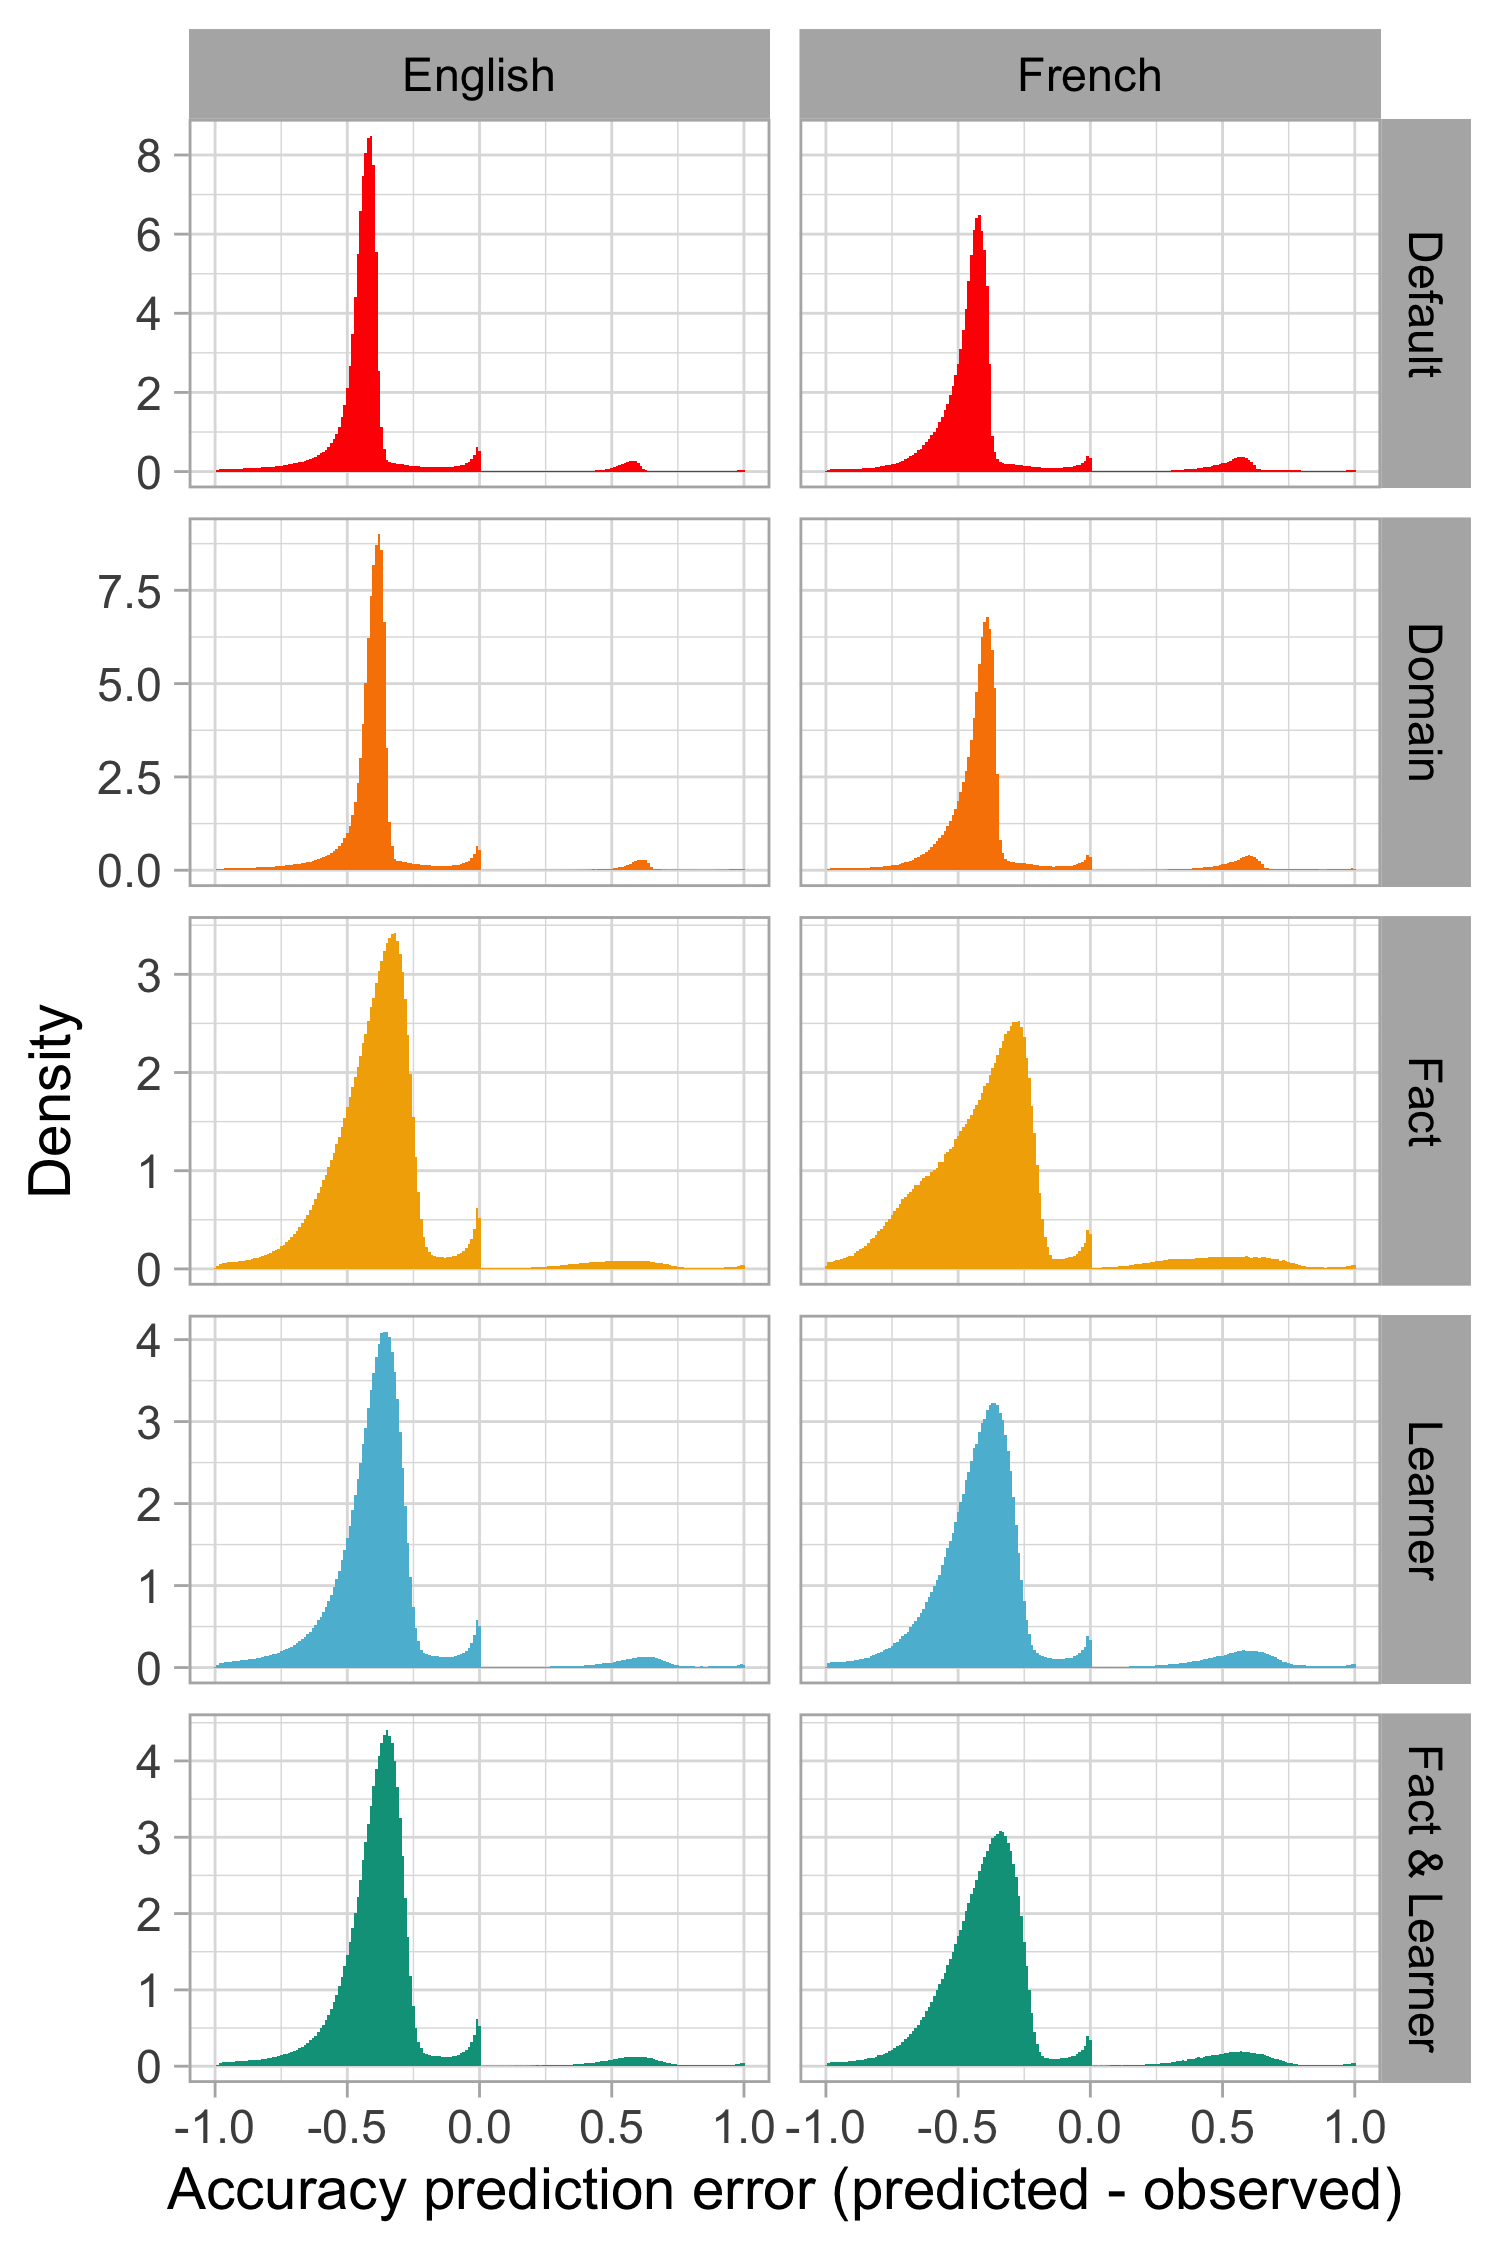 English
French
8
6
4
2
0
Default
7.5
5.0
2.5
0.0
Domain
3
2
1
0
Fact
Density
4
3
2
1
0
Learner
4
3
2
1
0
Fact & Learner
-1.0 -0.5 0.0 0.5 1.0 -1.0 -0.5 0.0 0.5 1.0
Accuracy prediction error (predicted - observed)